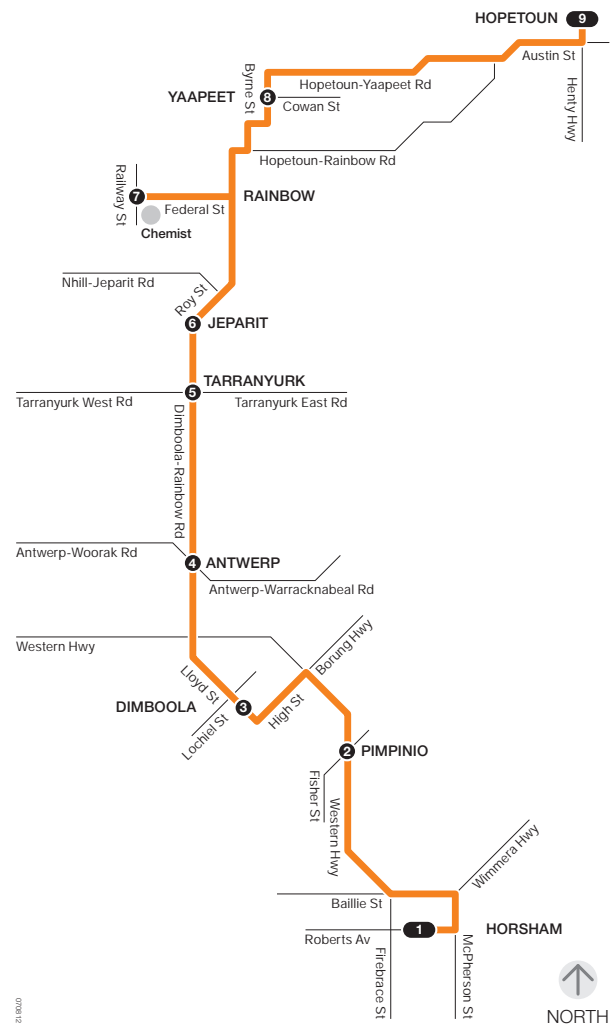 HOPETOUN 9
Austin St
Byrne St
Hopetoun-Yaapeet Rd
Henty Hwy
YAAPEET 8
Cowan St
Hopetoun-Rainbow Rd
Railway St
7
Federal St
RAINBOW
Chemist
Nhill-Jeparit Rd
Roy St
6 JEPARIT
TARRANYURK
5
Tarranyurk West Rd
Tarranyurk East Rd
Dimboola-Rainbow Rd
Antwerp-Woorak Rd
4 ANTWERP
Antwerp-Warracknabeal Rd
Western Hwy
Borung Hwy
Lloyd St
DIMBOOLA 3
High St
Lochiel St
2 PIMPINIO
Fisher St
Western Hwy
Wimmera Hwy
Baillie St
Roberts Av
1 HORSHAM
Firebrace St
McPherson St
NORTH
070812